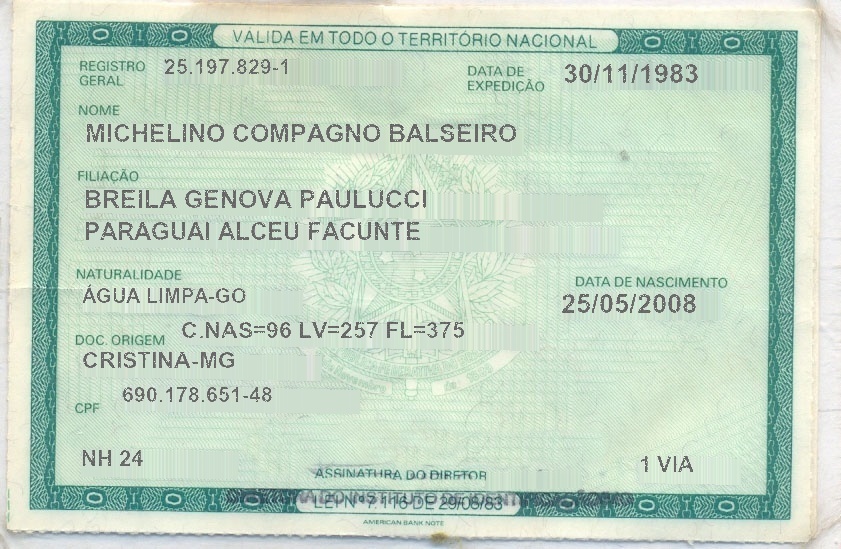 VÁLIDA EM TODO O TERRITÓRIO NACIONAL
REGISTRO GERAL 25.197.829-1 DATA DE EXPEDIÇÃO 30/11/1983
NOME
MICHELINO COMPAGNO BALSEIRO
FILIAÇÃO
BREILA GENOVA PAULUCCI
PARAGUAI ALCEU FACUNTE
NATURALIDADE DATA DE NASCIMENTO
ÁGUA LIMPA-GO 25/05/2008
DOC. ORIGEM C.NAS=96 LV=257 FL=375
CRISTINA-MG
CPF 690.178.651-48
NH 24 1 VIA
ASSINATURA DO DIRETOR
LEI Nº 7.116 DE 29/08/83
AMERICAN BANK NOTE